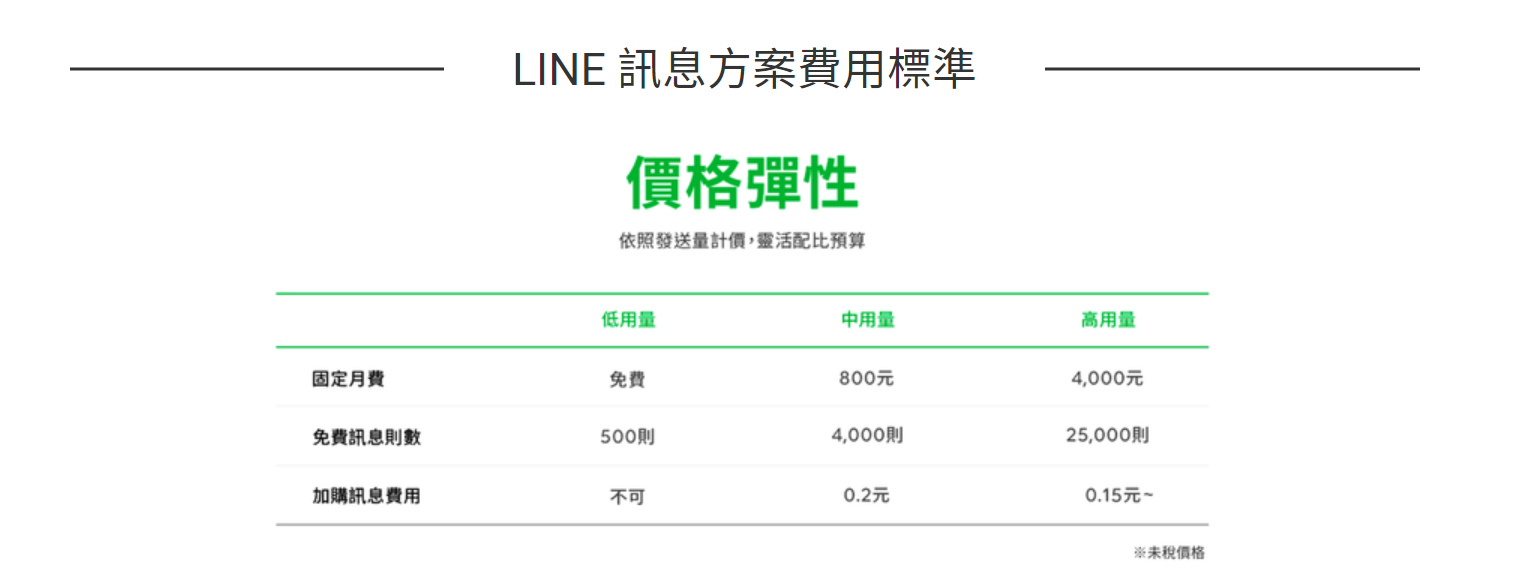 LINE 訊息方案費用標準
價格彈性
依照發送量計價，靈活配比預算
低用量 中用量 高用量
固定月費 免費 800元 4,000元
免費訊息則數 500則 4,000則 25,000則
加購訊息費用 不可 0.2元 0.15元~
※未稅價格